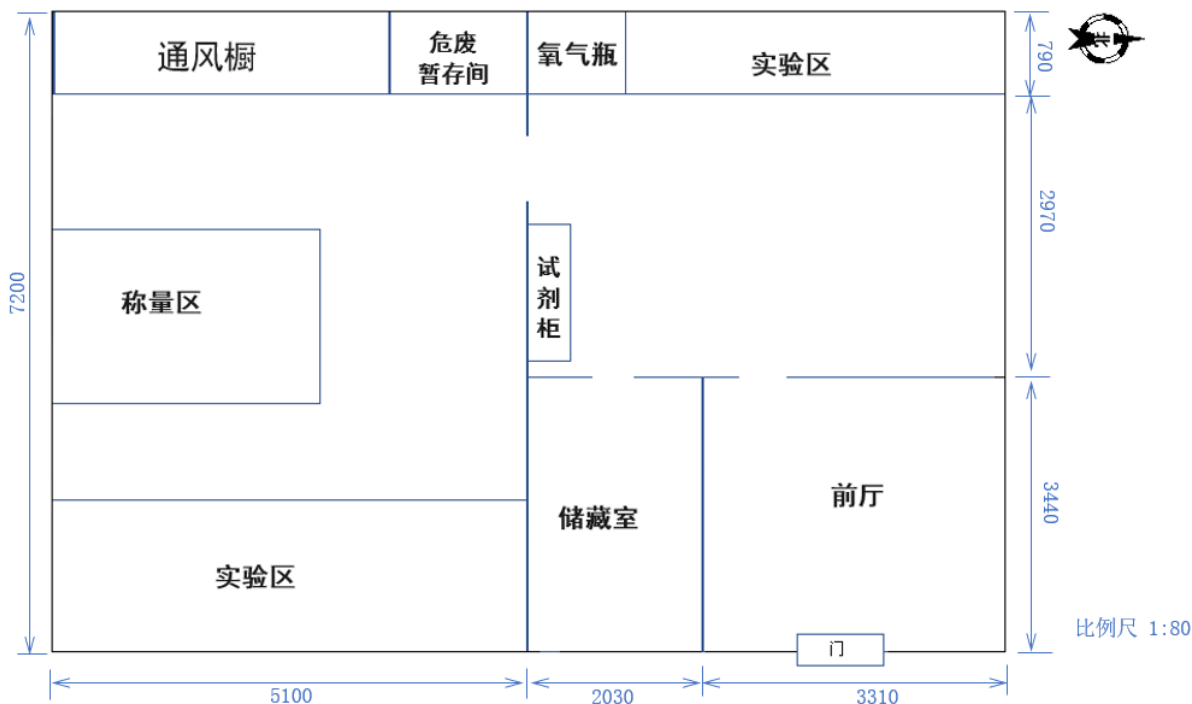 通风橱
危废
暂存间
氧气瓶
实验区
790
北
2970
7200
称量区
试
剂
柜
实验区
储藏室
前厅
3440
门
比例尺 1:80
5100
2030
3310